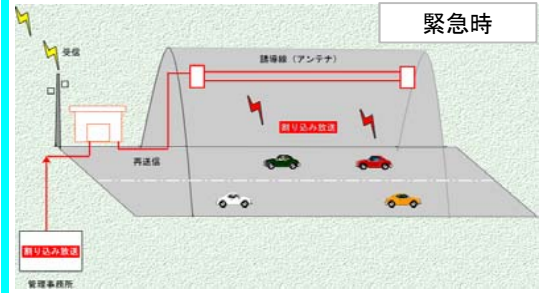 緊急時
受信
誘導線（アンテナ）
割り込み放送
再送信
割り込み放送
管理事務所